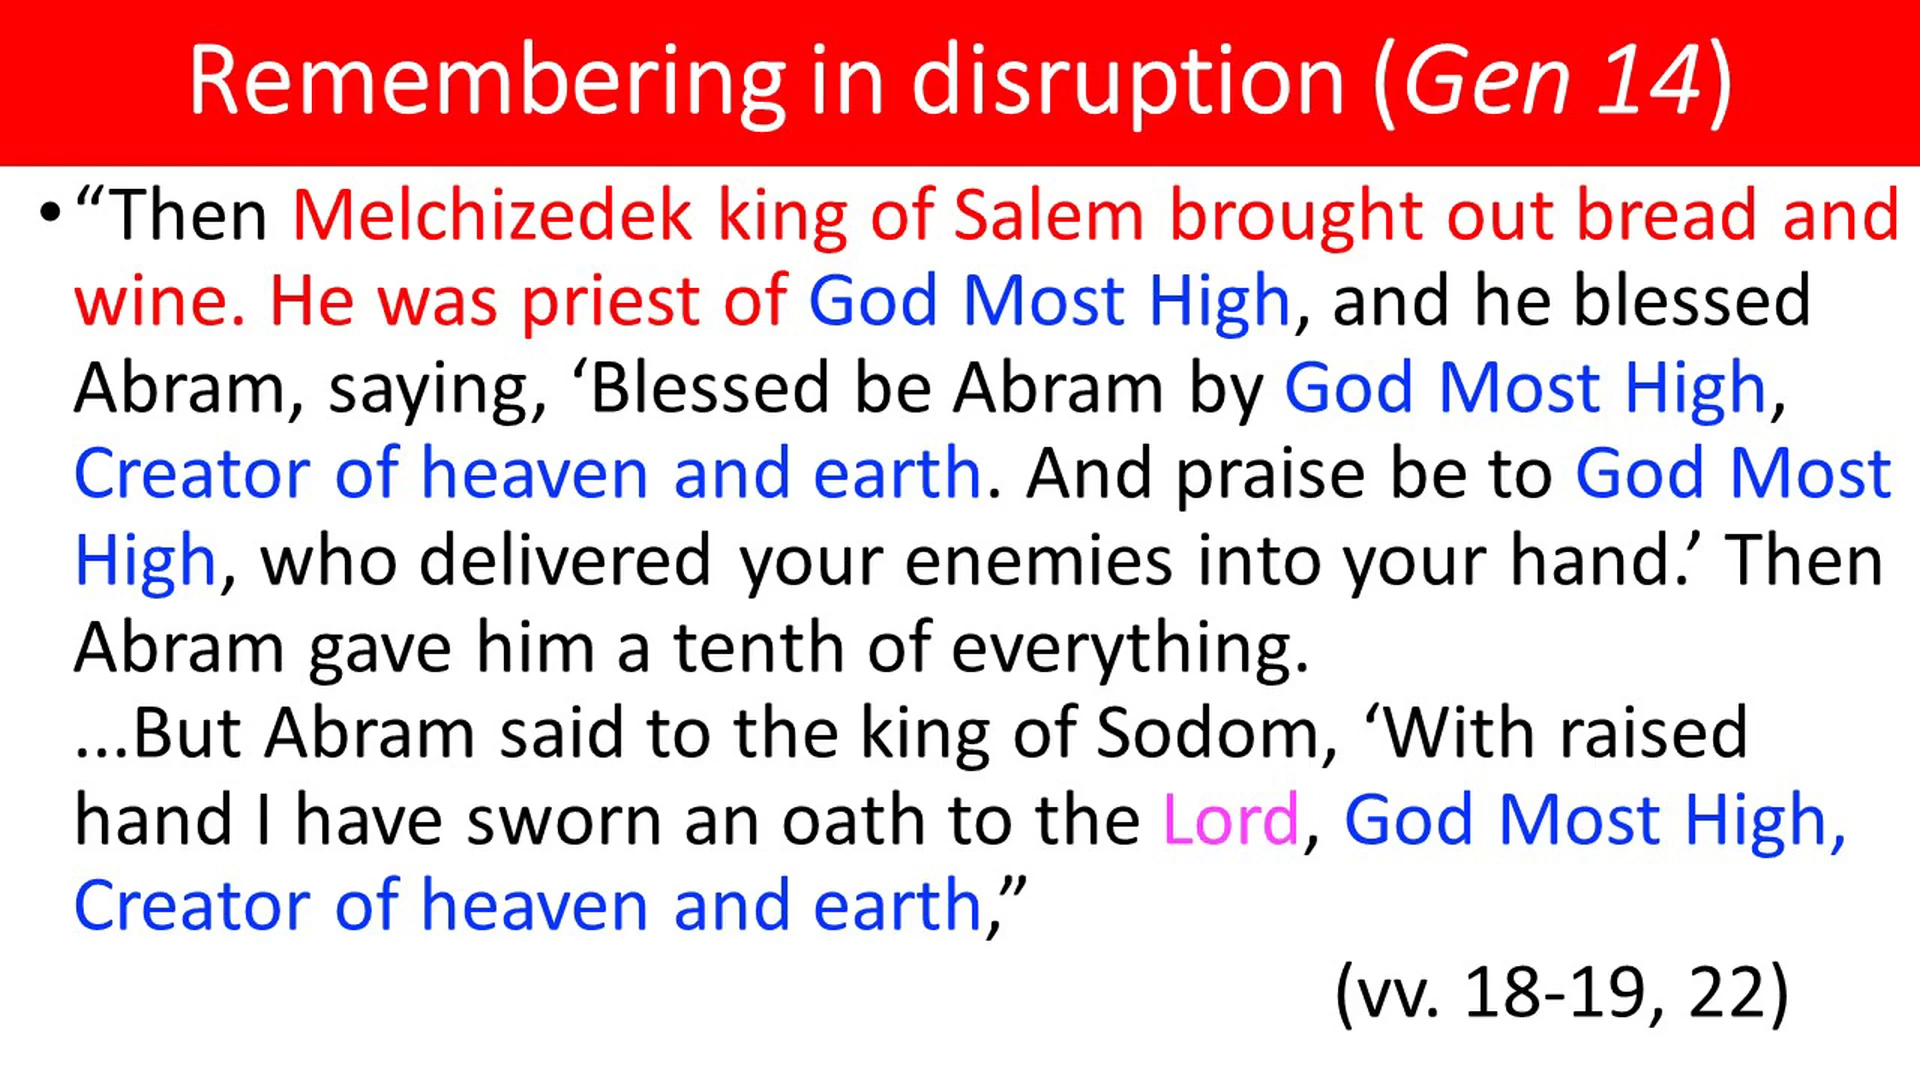 Remembering in disruption (Gen 14)
• “Then Melchizedek king of Salem brought out bread and
wine. He was priest of God Most High, and he blessed
Abram, saying, ‘Blessed be Abram by God Most High,
Creator of heaven and earth. And praise be to God Most
High, who delivered your enemies into your hand.’ Then
Abram gave him a tenth of everything.
...But Abram said to the king of Sodom, ‘With raised
hand I have sworn an oath to the Lord, God Most High,
Creator of heaven and earth,”
(vv. 18-19, 22)